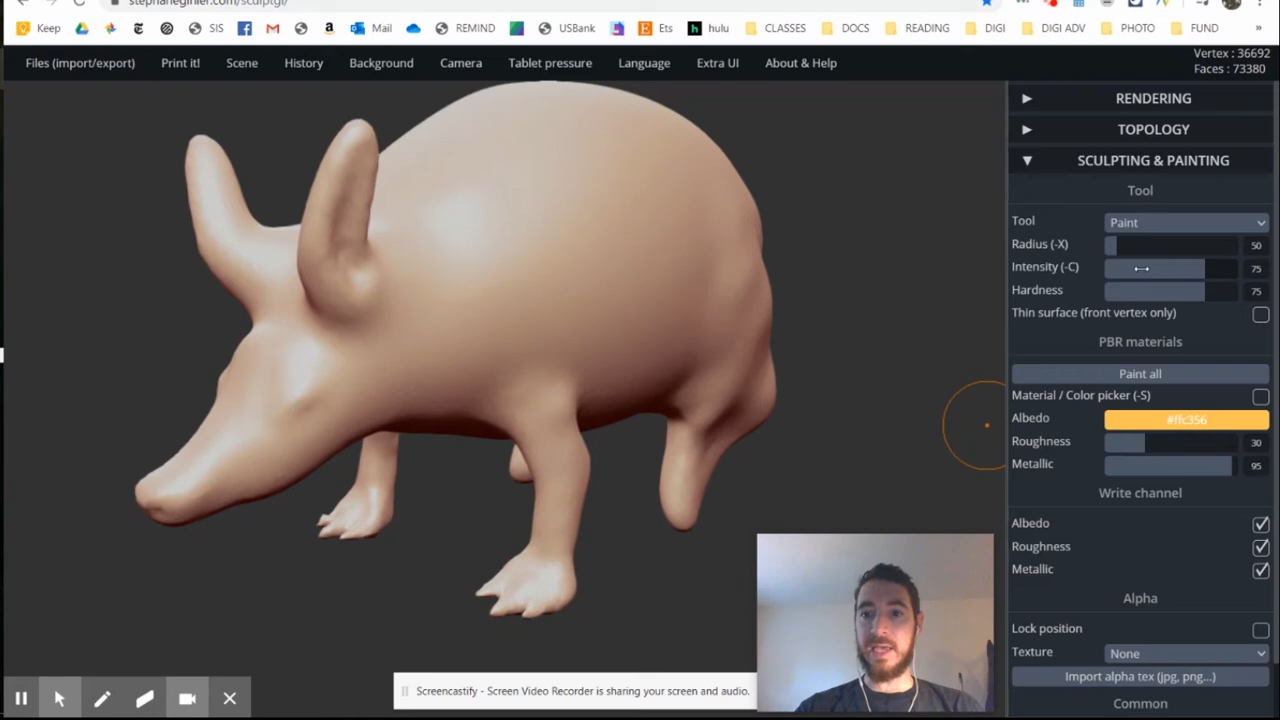 stephaneginier.com/sculptgl/
Keep SIS Mail REMIND USBank Ets hulu CLASSES DOCS READING DIGI DIGI ADV PHOTO FUND »
Files (import/export) Print it! Scene History Background Camera Tablet pressure Language Extra UI About & Help
Vertex : 36692
Faces : 73380
RENDERING
TOPOLOGY
SCULPTING & PAINTING
Tool
Tool Paint
Radius (-X) 50
Intensity (-C) 75
Hardness 75
Thin surface (front vertex only)
PBR materials
Paint all
Material / Color picker (-S)
Albedo #ffc356
Roughness 30
Metallic 95
Write channel
Albedo
Roughness
Metallic
Alpha
Lock position
Texture None
Import alpha tex (jpg, png...)
Common
Screencastify - Screen Video Recorder is sharing your screen and audio.